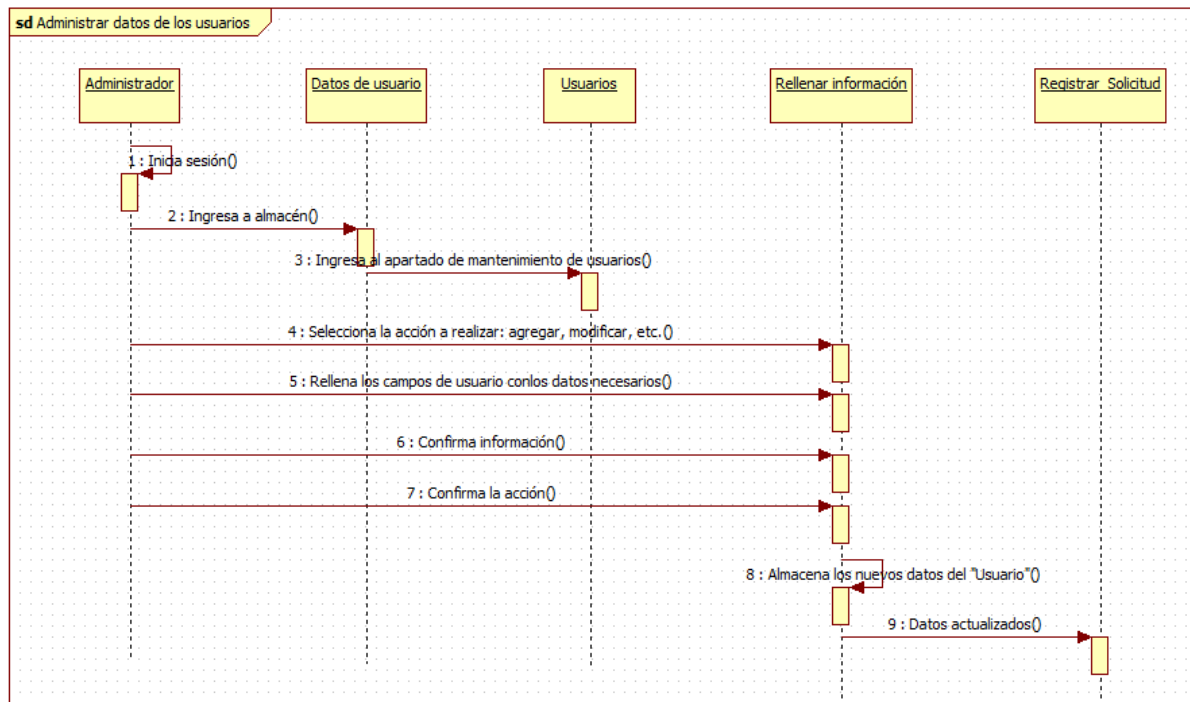 sd Administrar datos de los usuarios
Administrador
Datos de usuario
Usuarios
Rellenar información
Registrar Solicitud
1 : Inicia sesión()
2 : Ingresa a almacén()
3 : Ingresa al apartado de mantenimiento de usuarios()
4 : Selecciona la acción a realizar: agregar, modificar, etc.()
5 : Rellena los campos de usuario conlos datos necesarios()
6 : Confirma información()
7 : Confirma la acción()
8 : Almacena los nuevos datos del "Usuario"()
9 : Datos actualizados()